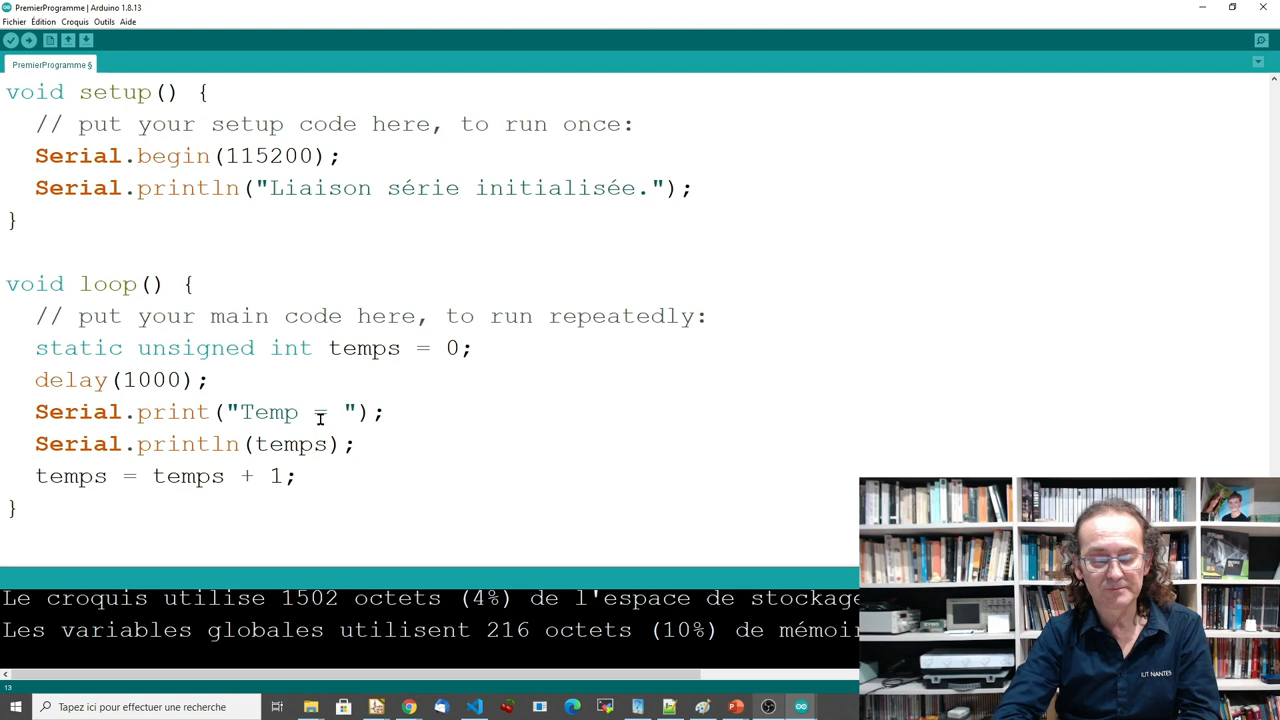 PremierProgramme | Arduino 1.8.13
Fichier Édition Croquis Outils Aide
PremierProgramme §
void setup() {
// put your setup code here, to run once:
Serial.begin(115200);
Serial.println("Liaison série initialisée.");
}
void loop() {
// put your main code here, to run repeatedly:
static unsigned int temps = 0;
delay(1000);
Serial.print("Temp = ");
Serial.println(temps);
temps = temps + 1;
}
Le croquis utilise 1502 octets (4%) de l'espace de stockage
Les variables globales utilisent 216 octets (10%) de mémoi
IUT NANTES
13
Tapez ici pour effectuer une recherche